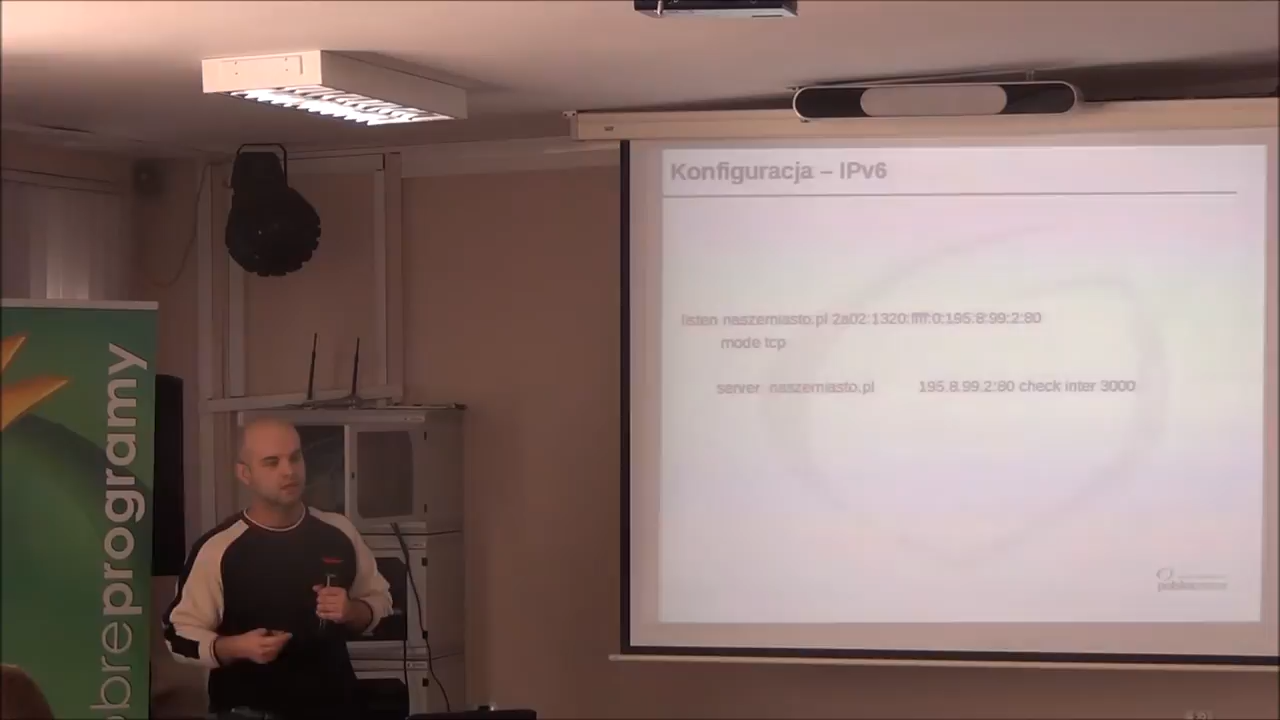 Konfiguracja – IPv6
listen naszemiasto.pl 2a02:1320:ffff:0:195.8.99.2:80
mode tcp
server naszemiasto.pl 195.8.99.2:80 check inter 3000
obreprogramy